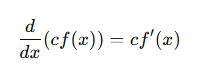 d/dx (cf(x)) = cf′(x)